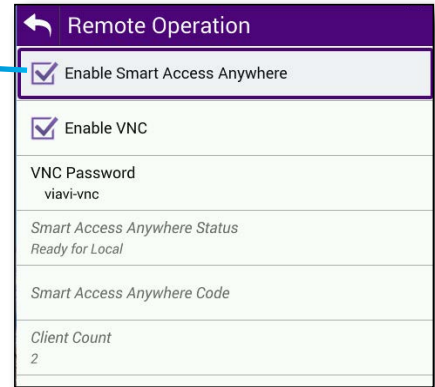 Remote Operation
Enable Smart Access Anywhere
Enable VNC
VNC Password
viavi-vnc
Smart Access Anywhere Status
Ready for Local
Smart Access Anywhere Code
Client Count
2